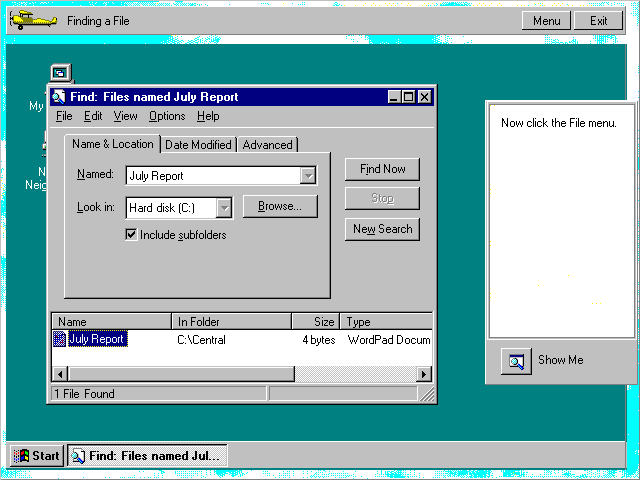 Finding a File
Menu
Exit
My
N
Neig
Find: Files named July Report
File Edit View Options Help
Name & Location Date Modified Advanced
Named: July Report
Look in: Hard disk (C:)
Browse...
Include subfolders
Find Now
Stop
New Search
Name In Folder Size Type
July Report C:\Central 4 bytes WordPad Docum
1 File Found
Now click the File menu.
Show Me
Start
Find: Files named Jul...